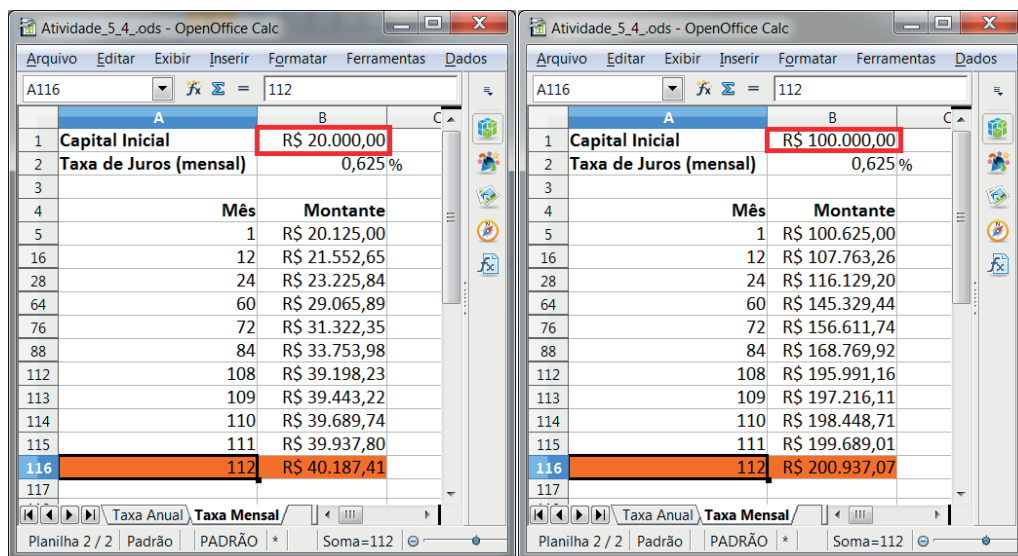 Atividade_5_4_.ods - OpenOffice Calc
Arquivo Editar Exibir Inserir Formatar Ferramentas Dados
A116 fx Σ = 112
A B C
1 Capital Inicial R$ 20.000,00
2 Taxa de Juros (mensal) 0,625 %
3
4 Mês Montante
5 1 R$ 20.125,00
16 12 R$ 21.552,65
28 24 R$ 23.225,84
64 60 R$ 29.065,89
76 72 R$ 31.322,35
88 84 R$ 33.753,98
112 108 R$ 39.198,23
113 109 R$ 39.443,22
114 110 R$ 39.689,74
115 111 R$ 39.937,80
116 112 R$ 40.187,41
117
Taxa Anual Taxa Mensal
Planilha 2 / 2 Padrão PADRÃO * Soma=112
Atividade_5_4_.ods - OpenOffice Calc
Arquivo Editar Exibir Inserir Formatar Ferramentas Dados
A116 fx Σ = 112
A B C
1 Capital Inicial R$ 100.000,00
2 Taxa de Juros (mensal) 0,625 %
3
4 Mês Montante
5 1 R$ 100.625,00
16 12 R$ 107.763,26
28 24 R$ 116.129,20
64 60 R$ 145.329,44
76 72 R$ 156.611,74
88 84 R$ 168.769,92
112 108 R$ 195.991,16
113 109 R$ 197.216,11
114 110 R$ 198.448,71
115 111 R$ 199.689,01
116 112 R$ 200.937,07
117
Taxa Anual Taxa Mensal
Planilha 2 / 2 Padrão PADRÃO * Soma=112